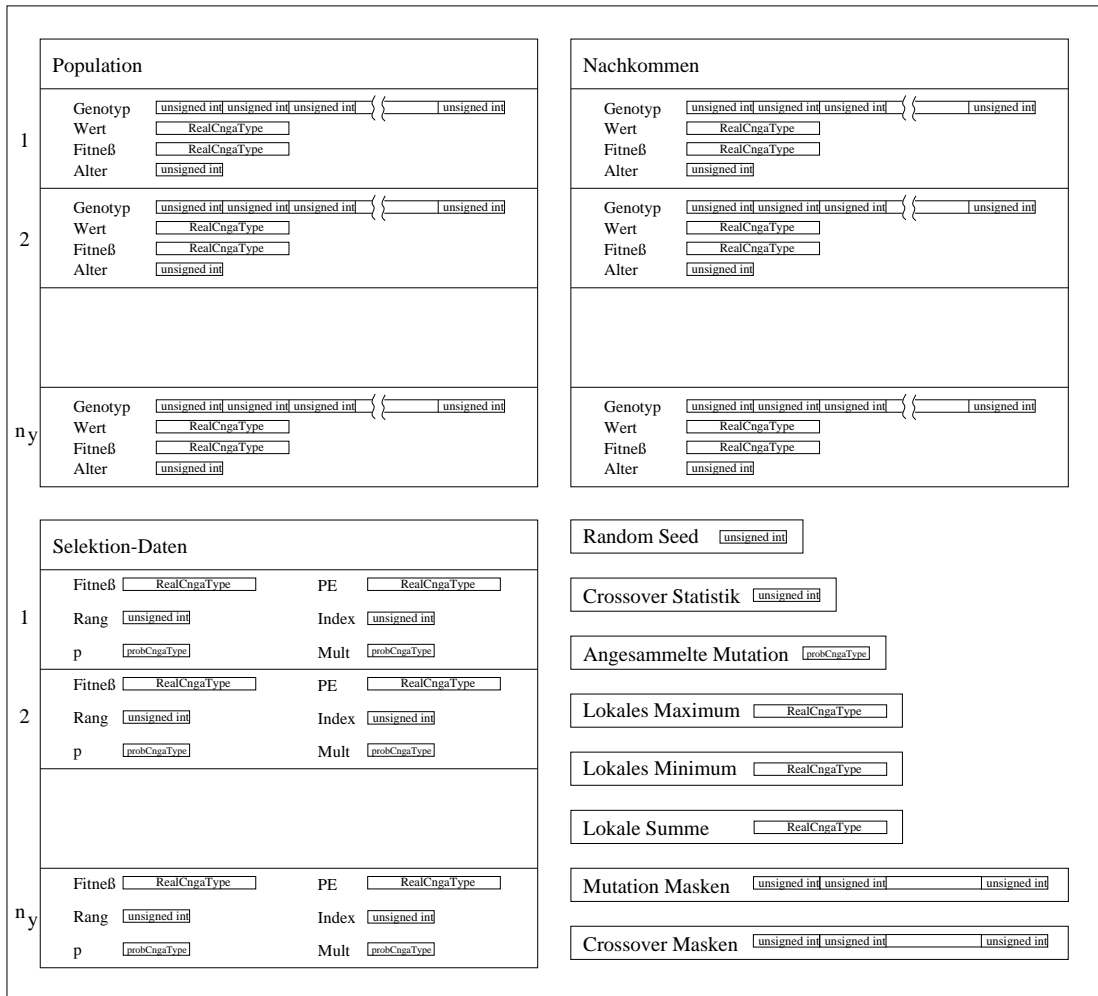 Population
1
Genotyp unsigned int unsigned int unsigned int unsigned int
Wert RealCngaType
Fitneß RealCngaType
Alter unsigned int
2
Genotyp unsigned int unsigned int unsigned int unsigned int
Wert RealCngaType
Fitneß RealCngaType
Alter unsigned int
n y
Genotyp unsigned int unsigned int unsigned int unsigned int
Wert RealCngaType
Fitneß RealCngaType
Alter unsigned int
Nachkommen
Genotyp unsigned int unsigned int unsigned int unsigned int
Wert RealCngaType
Fitneß RealCngaType
Alter unsigned int
Genotyp unsigned int unsigned int unsigned int unsigned int
Wert RealCngaType
Fitneß RealCngaType
Alter unsigned int
Genotyp unsigned int unsigned int unsigned int unsigned int
Wert RealCngaType
Fitneß RealCngaType
Alter unsigned int
Selektion-Daten
1
Fitneß RealCngaType PE RealCngaType
Rang unsigned int Index unsigned int
p probCngaType Mult probCngaType
2
Fitneß RealCngaType PE RealCngaType
Rang unsigned int Index unsigned int
p probCngaType Mult probCngaType
n y
Fitneß RealCngaType PE RealCngaType
Rang unsigned int Index unsigned int
p probCngaType Mult probCngaType
Random Seed unsigned int
Crossover Statistik unsigned int
Angesammelte Mutation probCngaType
Lokales Maximum RealCngaType
Lokales Minimum RealCngaType
Lokale Summe RealCngaType
Mutation Masken unsigned int unsigned int unsigned int
Crossover Masken unsigned int unsigned int unsigned int